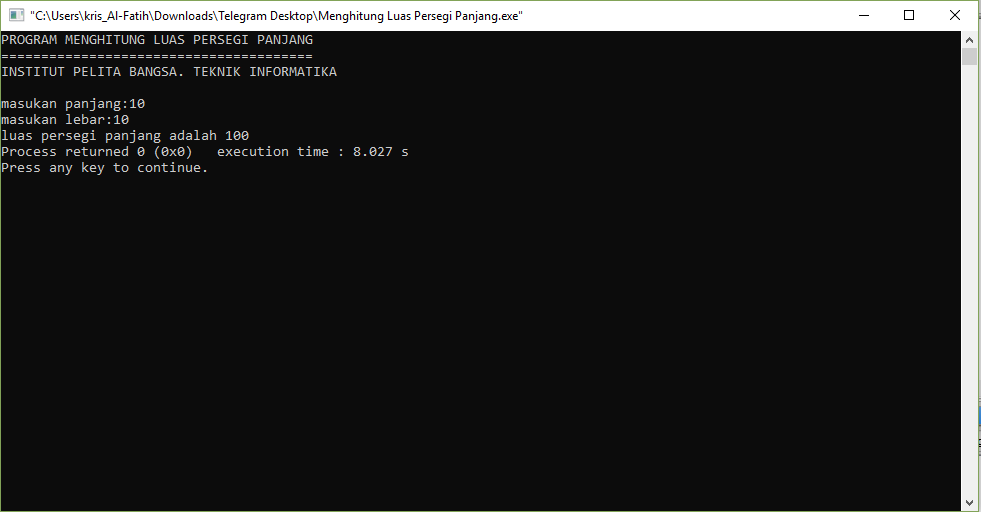 "C:\Users\kris_Al-Fatih\Downloads\Telegram Desktop\Menghitung Luas Persegi Panjang.exe"
PROGRAM MENGHITUNG LUAS PERSEGI PANJANG
=======================================
INSTITUT PELITA BANGSA. TEKNIK INFORMATIKA
masukan panjang:10
masukan lebar:10
luas persegi panjang adalah 100
Process returned 0 (0x0)   execution time : 8.027 s
Press any key to continue.